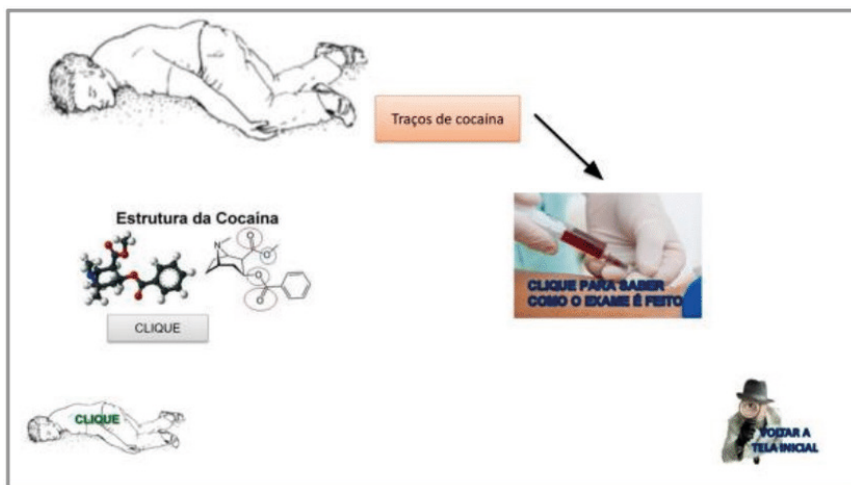 Traços de cocaína
Estrutura da Cocaína
N
O
O
O
O
CLIQUE
CLIQUE PARA SABER
COMO O EXAME É FEITO
CLIQUE
VOLTAR A
TELA INICIAL